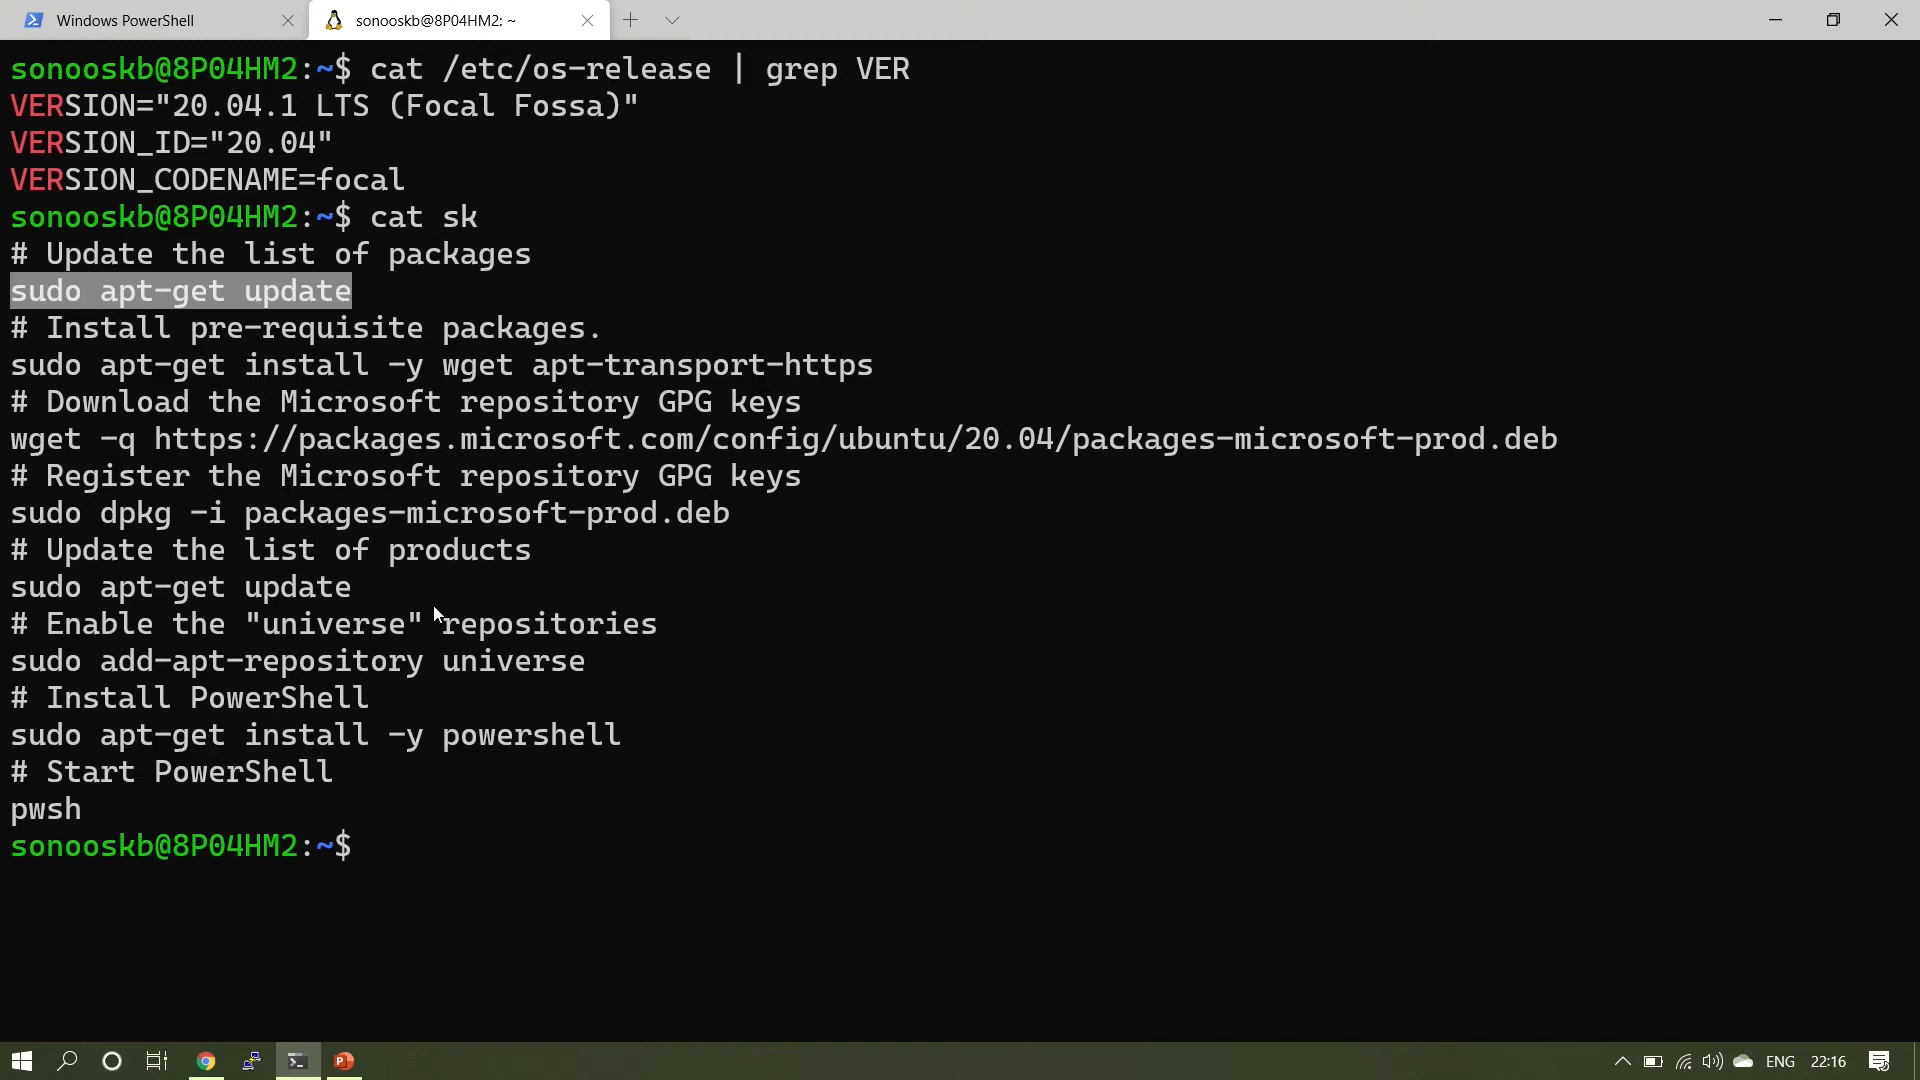 Windows PowerShell
sonooskb@8P04HM2: ~
sonooskb@8P04HM2:~$ cat /etc/os-release | grep VER
VERSION="20.04.1 LTS (Focal Fossa)"
VERSION_ID="20.04"
VERSION_CODENAME=focal
sonooskb@8P04HM2:~$ cat sk
# Update the list of packages
sudo apt-get update
# Install pre-requisite packages.
sudo apt-get install -y wget apt-transport-https
# Download the Microsoft repository GPG keys
wget -q https://packages.microsoft.com/config/ubuntu/20.04/packages-microsoft-prod.deb
# Register the Microsoft repository GPG keys
sudo dpkg -i packages-microsoft-prod.deb
# Update the list of products
sudo apt-get update
# Enable the "universe" repositories
sudo add-apt-repository universe
# Install PowerShell
sudo apt-get install -y powershell
# Start PowerShell
pwsh
sonooskb@8P04HM2:~$
ENG 22:16